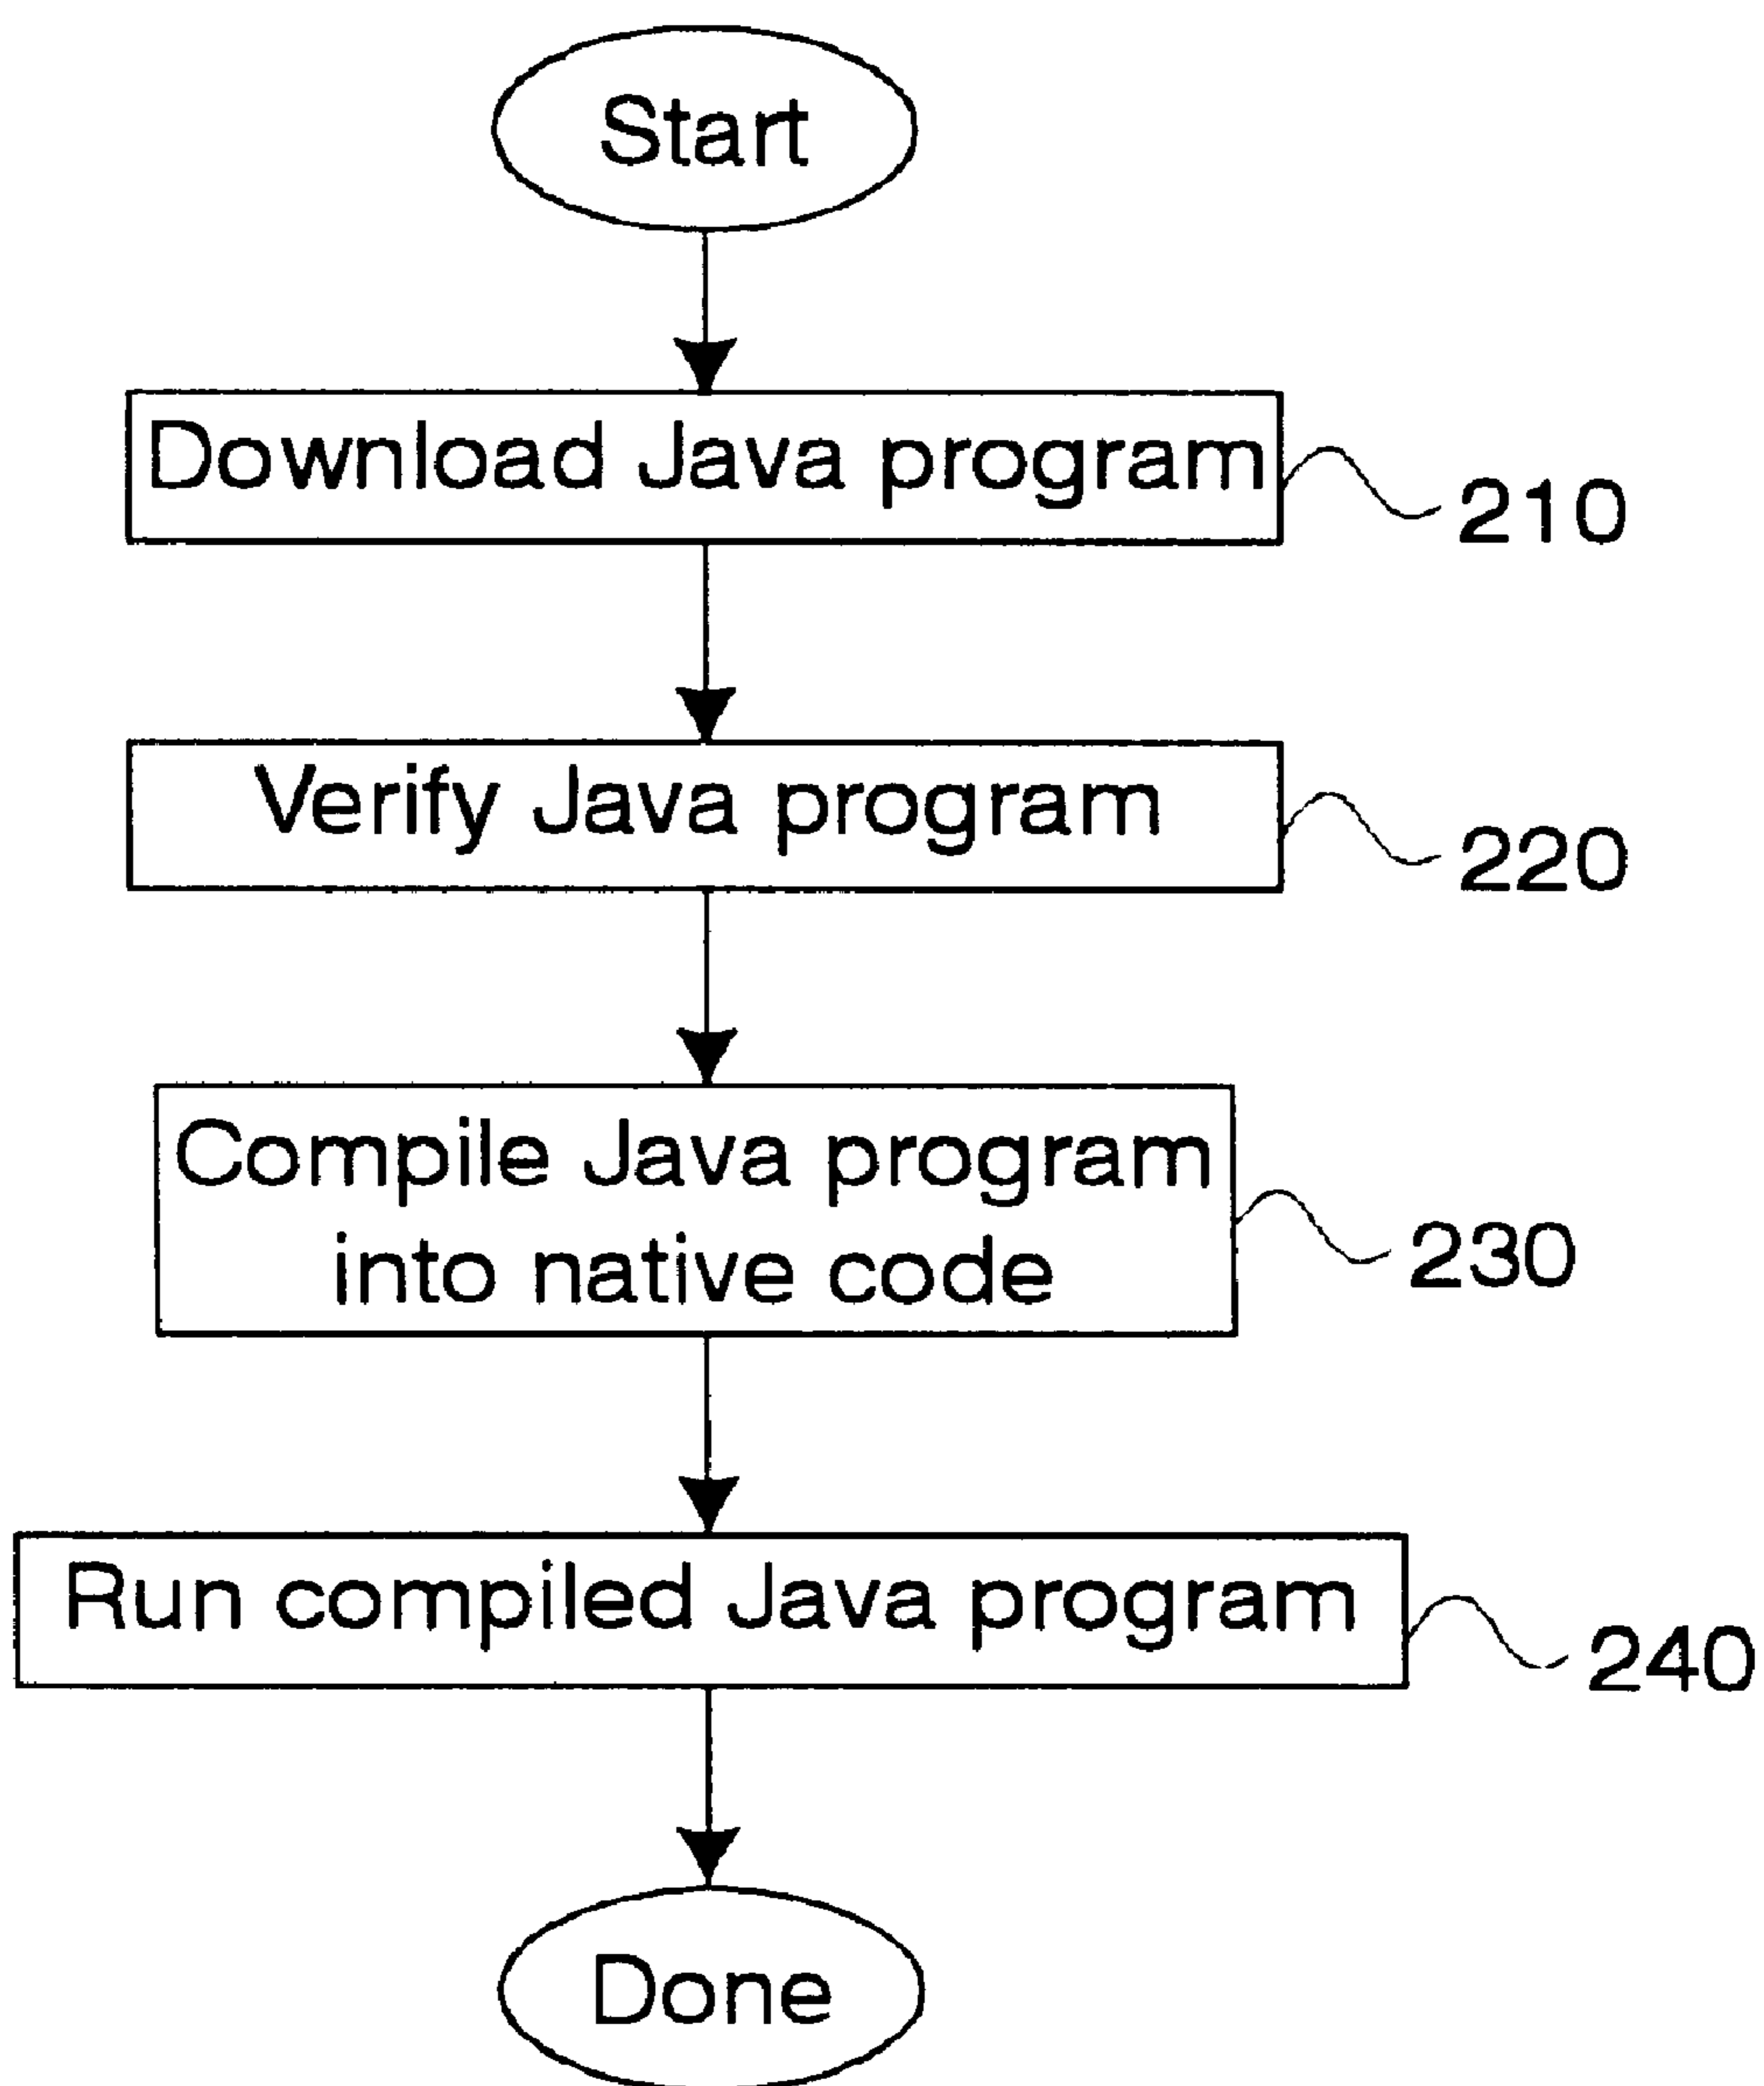 Start
Download Java program
210
Verify Java program
220
Compile Java program
into native code
230
Run compiled Java program
240
Done